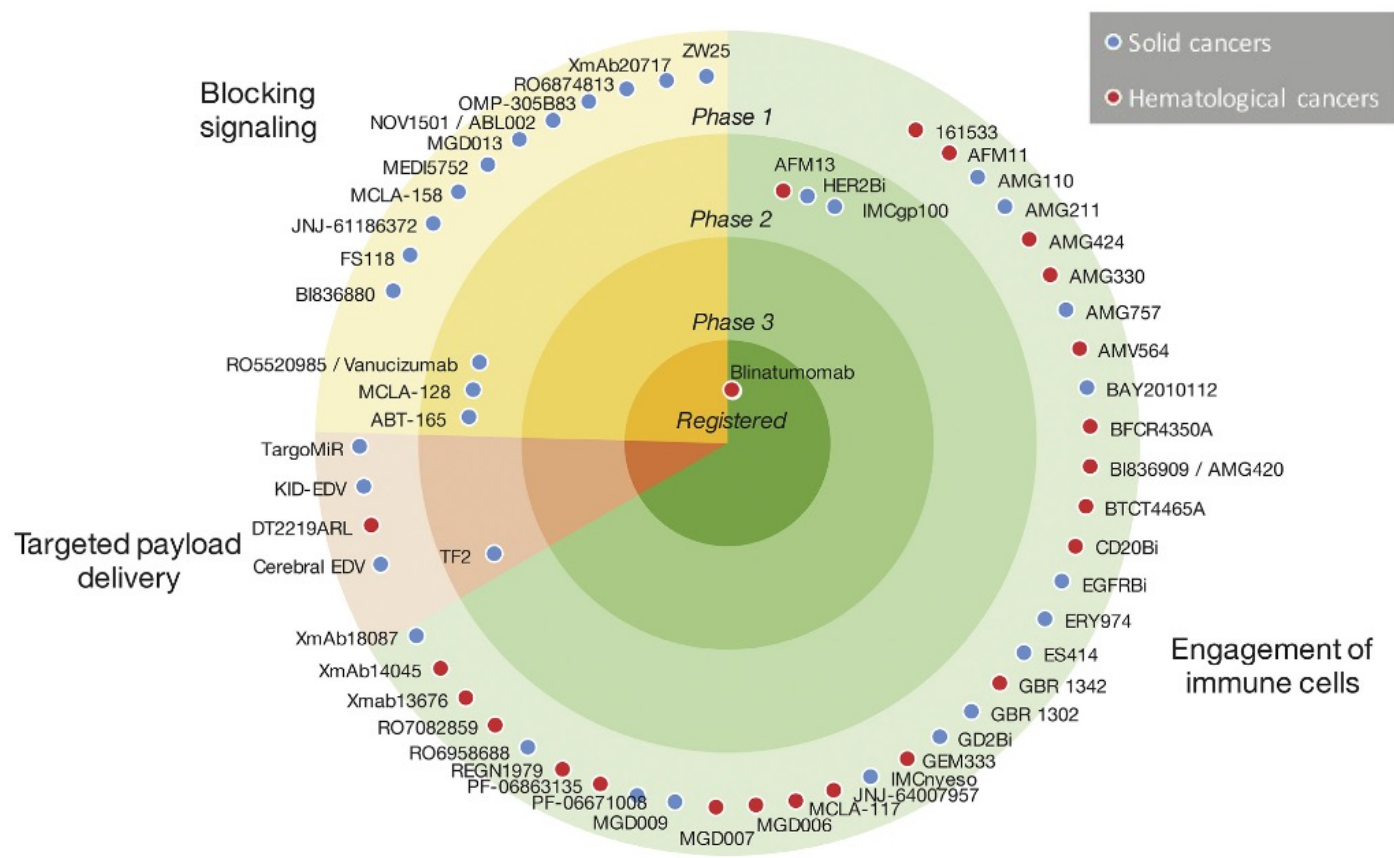 Solid cancers
Hematological cancers
Blocking
signaling
ZW25
XmAb20717
RO6874813
OMP-305B83
NOV1501 / ABL002
MGD013
MEDI5752
MCLA-158
JNJ-61186372
FS118
BI836880
RO5520985 / Vanucizumab
MCLA-128
ABT-165
Phase 1
Phase 2
Phase 3
Registered
Blinatumomab
AFM13
HER2Bi
IMCgp100
161533
AFM11
AMG110
AMG211
AMG424
AMG330
AMG757
AMV564
BAY2010112
BFCR4350A
BI836909 / AMG420
BTCT4465A
CD20Bi
EGFRBi
ERY974
ES414
GBR 1342
GBR 1302
GD2Bi
GEM333
IMCnyeso
JNJ-64007957
MCLA-117
MGD006
MGD007
MGD009
PF-06671008
PF-06863135
REGN1979
RO6958688
RO7082859
Xmab13676
XmAb14045
XmAb18087
Engagement of
immune cells
TargoMiR
KID-EDV
DT2219ARL
Cerebral EDV
TF2
Targeted payload
delivery